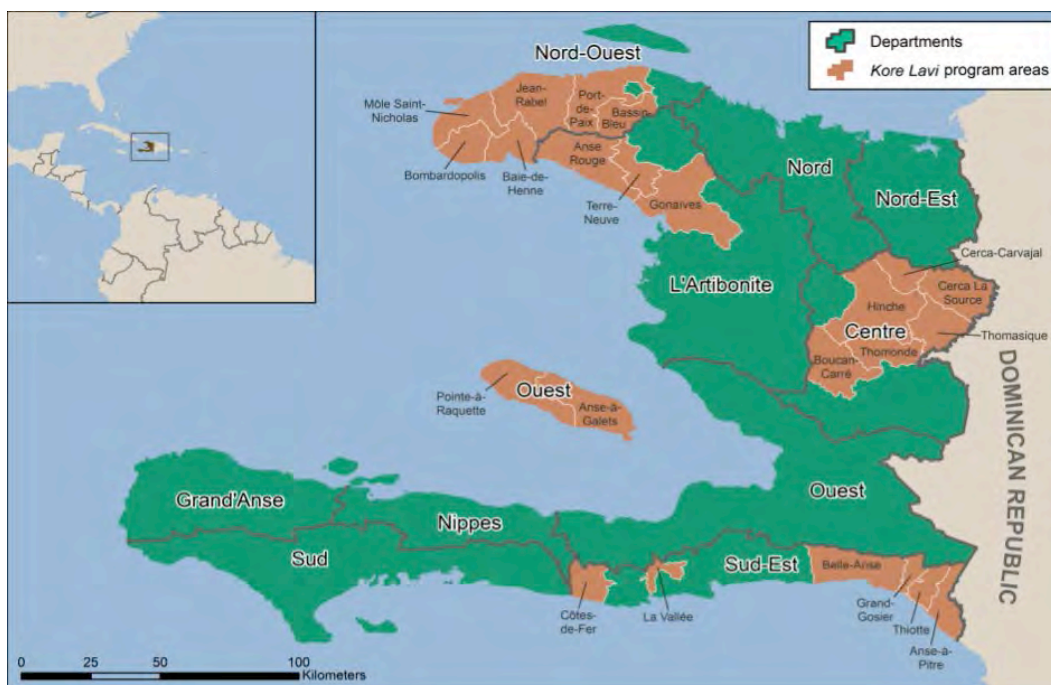 Departments
Kore Lavi program areas
Nord-Ouest
Jean-
Rabel
Port-
de-
Paix
Bassin-
Bleu
Môle Saint-
Nicholas
Bombardopolis
Baie-de-
Henne
Anse
Rouge
Terre-
Neuve
Gonaives
Nord
Nord-Est
L'Artibonite
Cerca-Carvajal
Cerca La
Source
Hinche
Centre
Thomasique
Thomonde
Boucan-
Carré
Pointe-à-
Raquette
Ouest
Anse-à-
Galets
DOMINICAN REPUBLIC
Grand'Anse
Nippes
Ouest
Sud
Sud-Est
Belle-Anse
Côtes-
de-Fer
La Vallée
Grand-
Gosier
Thiotte
Anse-à-
Pitre
0 25 50 100
Kilometers